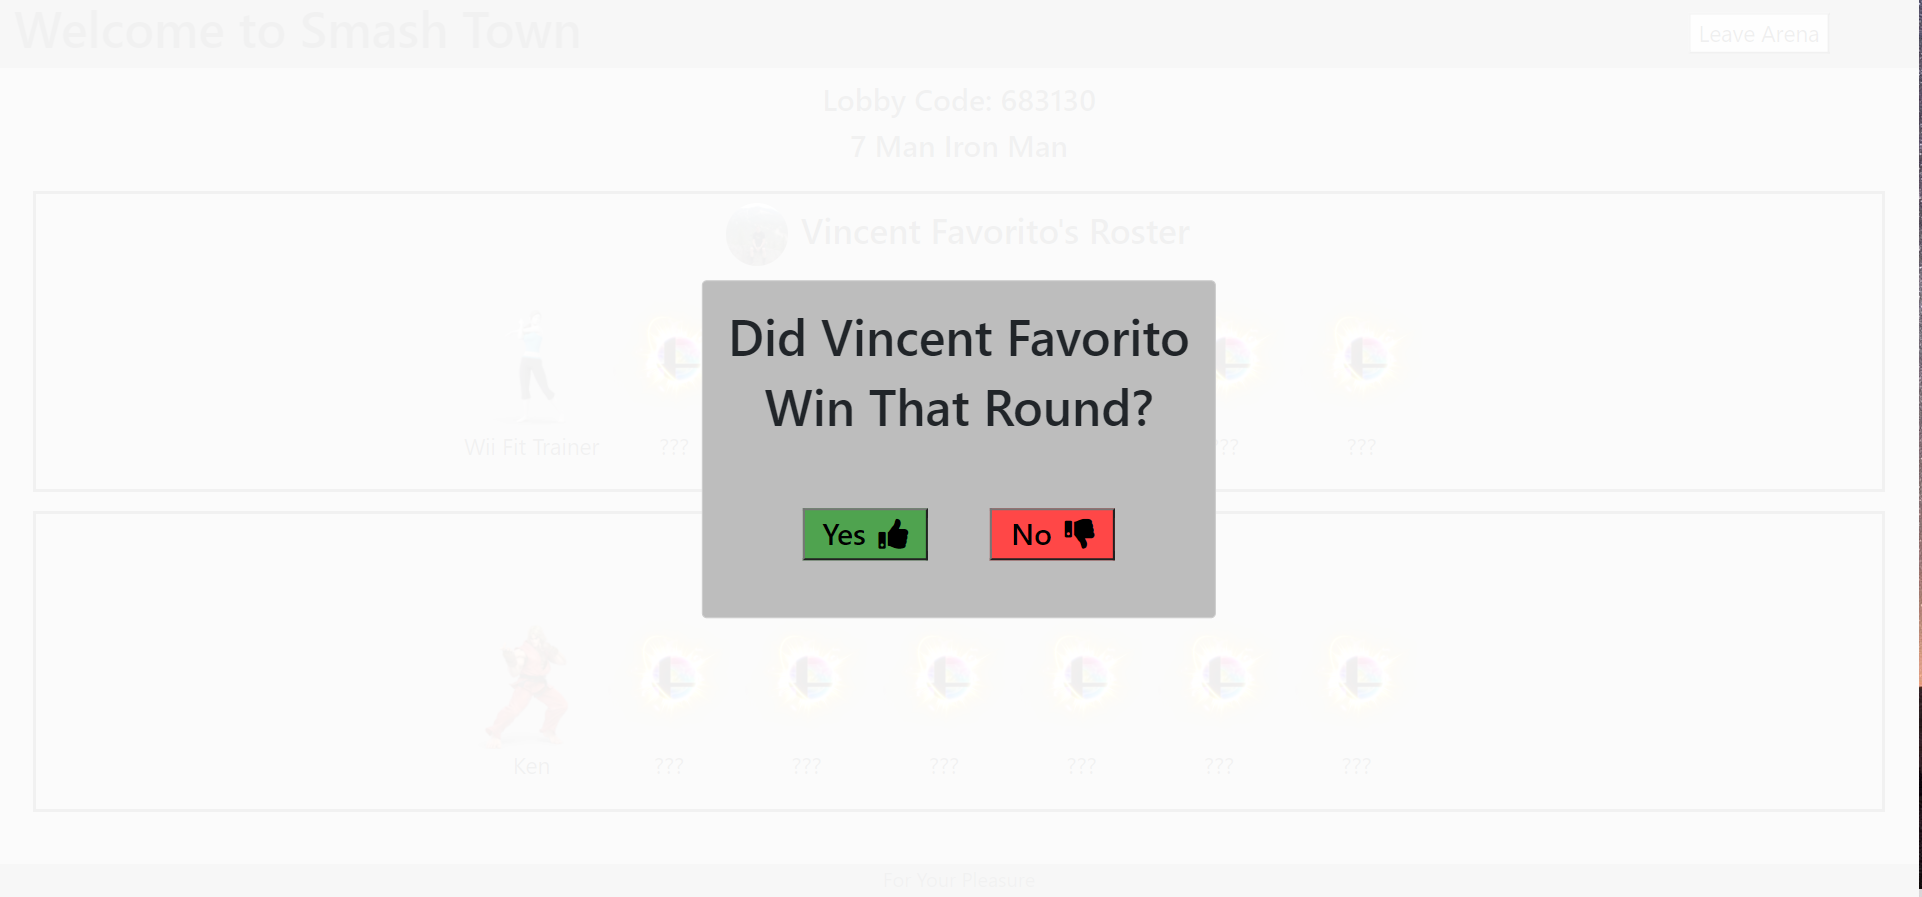 Welcome to Smash Town
Leave Arena
Lobby Code: 683130
7 Man Iron Man
Vincent Favorito's Roster
Did Vincent Favorito
Win That Round?
Yes
No
Wii Fit Trainer
???
???
???
Ken
???
???
???
???
???
???
For Your Pleasure